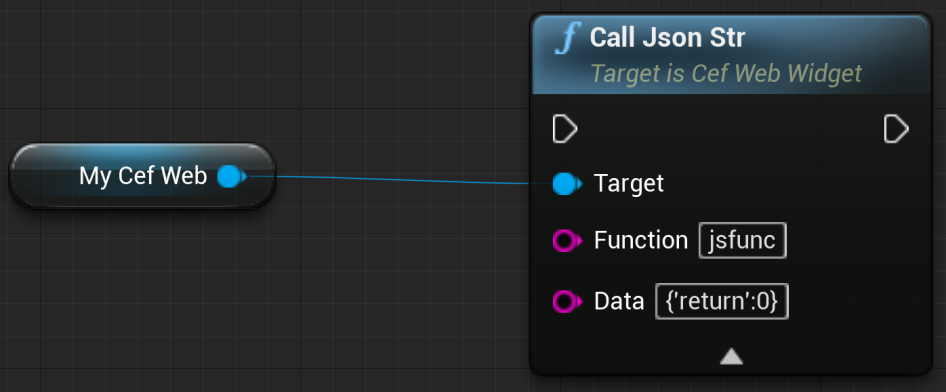 Call Json Str
Target is Cef Web Widget
My Cef Web
Target
Function jsfunc
Data {'return':0}